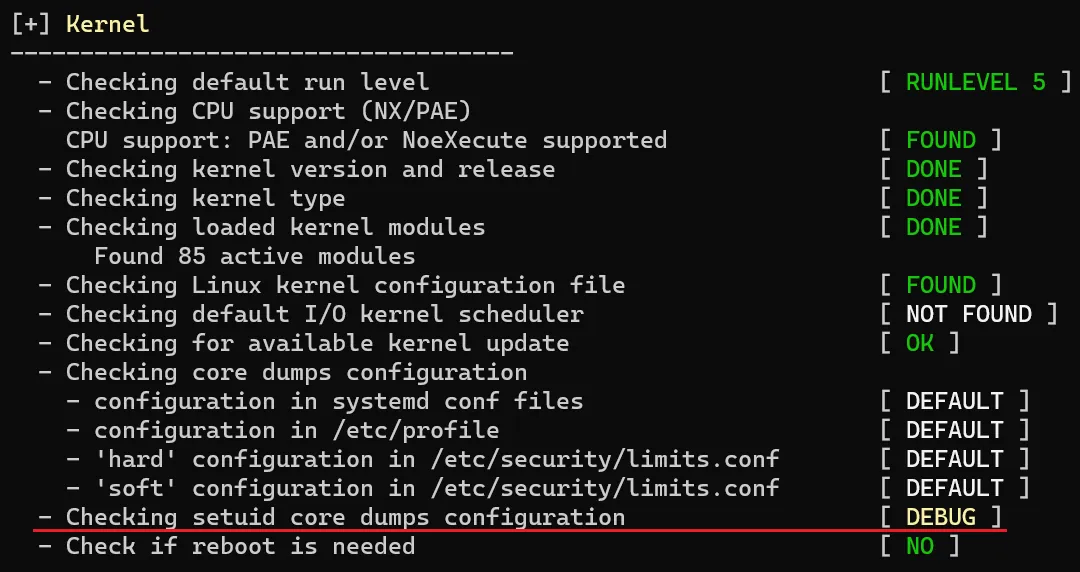 [+] Kernel
------------------------------------
- Checking default run level [ RUNLEVEL 5 ]
- Checking CPU support (NX/PAE)
CPU support: PAE and/or NoeXecute supported [ FOUND ]
- Checking kernel version and release [ DONE ]
- Checking kernel type [ DONE ]
- Checking loaded kernel modules [ DONE ]
Found 85 active modules
- Checking Linux kernel configuration file [ FOUND ]
- Checking default I/O kernel scheduler [ NOT FOUND ]
- Checking for available kernel update [ OK ]
- Checking core dumps configuration
- configuration in systemd conf files [ DEFAULT ]
- configuration in /etc/profile [ DEFAULT ]
- 'hard' configuration in /etc/security/limits.conf [ DEFAULT ]
- 'soft' configuration in /etc/security/limits.conf [ DEFAULT ]
- Checking setuid core dumps configuration [ DEBUG ]
- Check if reboot is needed [ NO ]